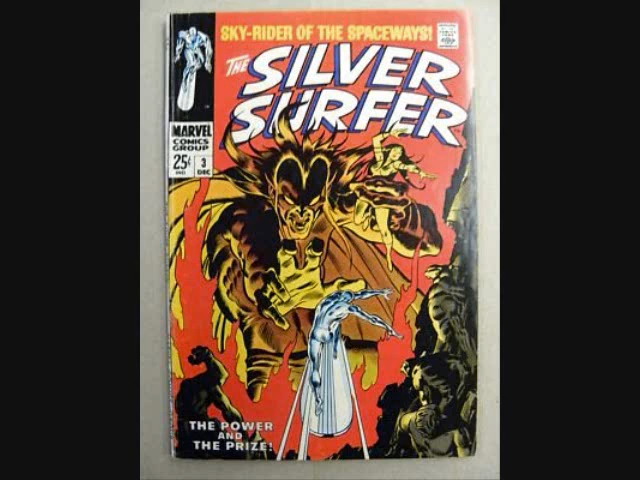 SKY-RIDER OF THE SPACEWAYS!
THE SILVER
SURFER
MARVEL
COMICS
GROUP
25¢
IND.
3
DEC
THE POWER
AND
THE PRIZE!